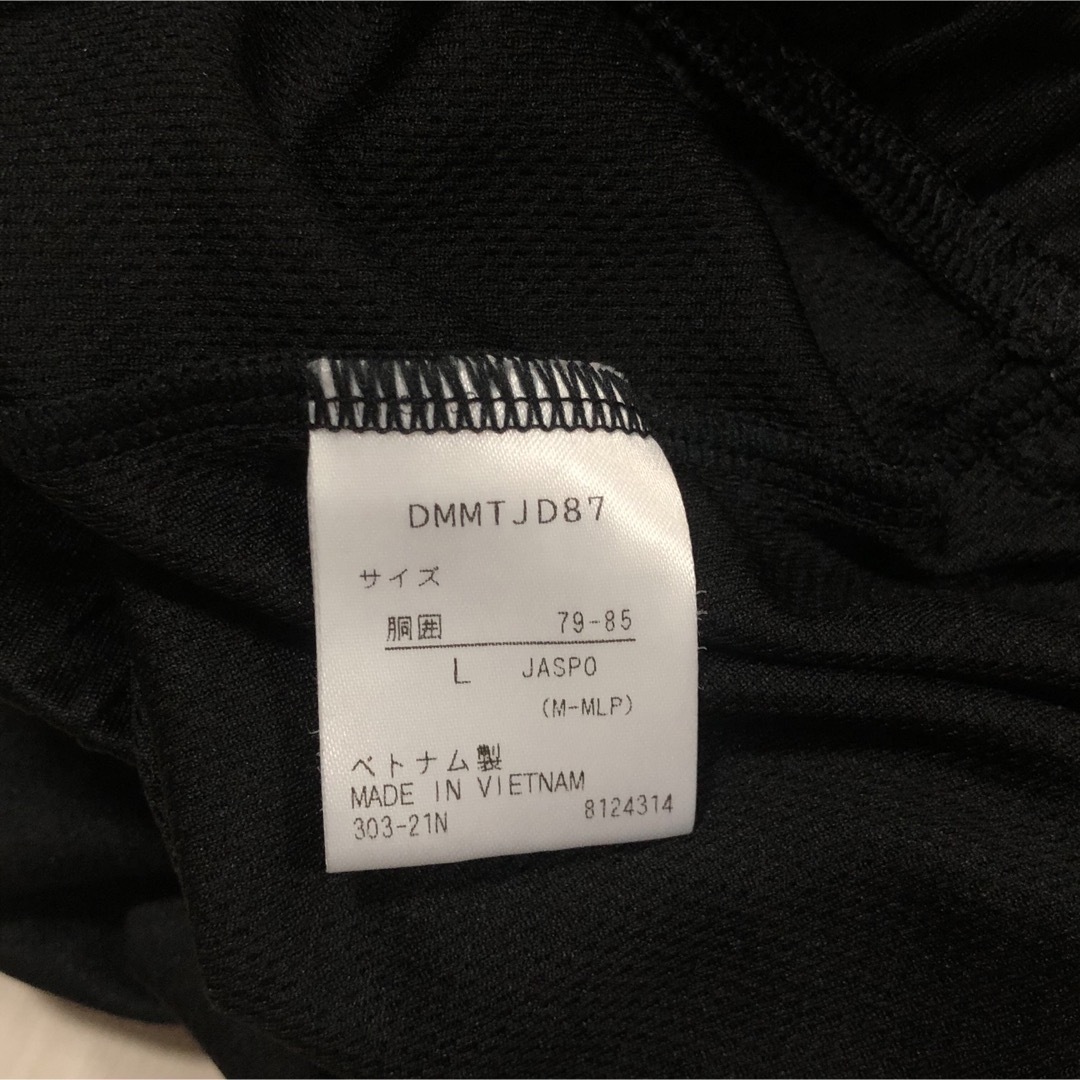 DMMTJD87
サイズ
胴囲 79-85
L JASPO
(M-MLP)
ベトナム製
MADE IN VIETNAM
303-21N 8124314